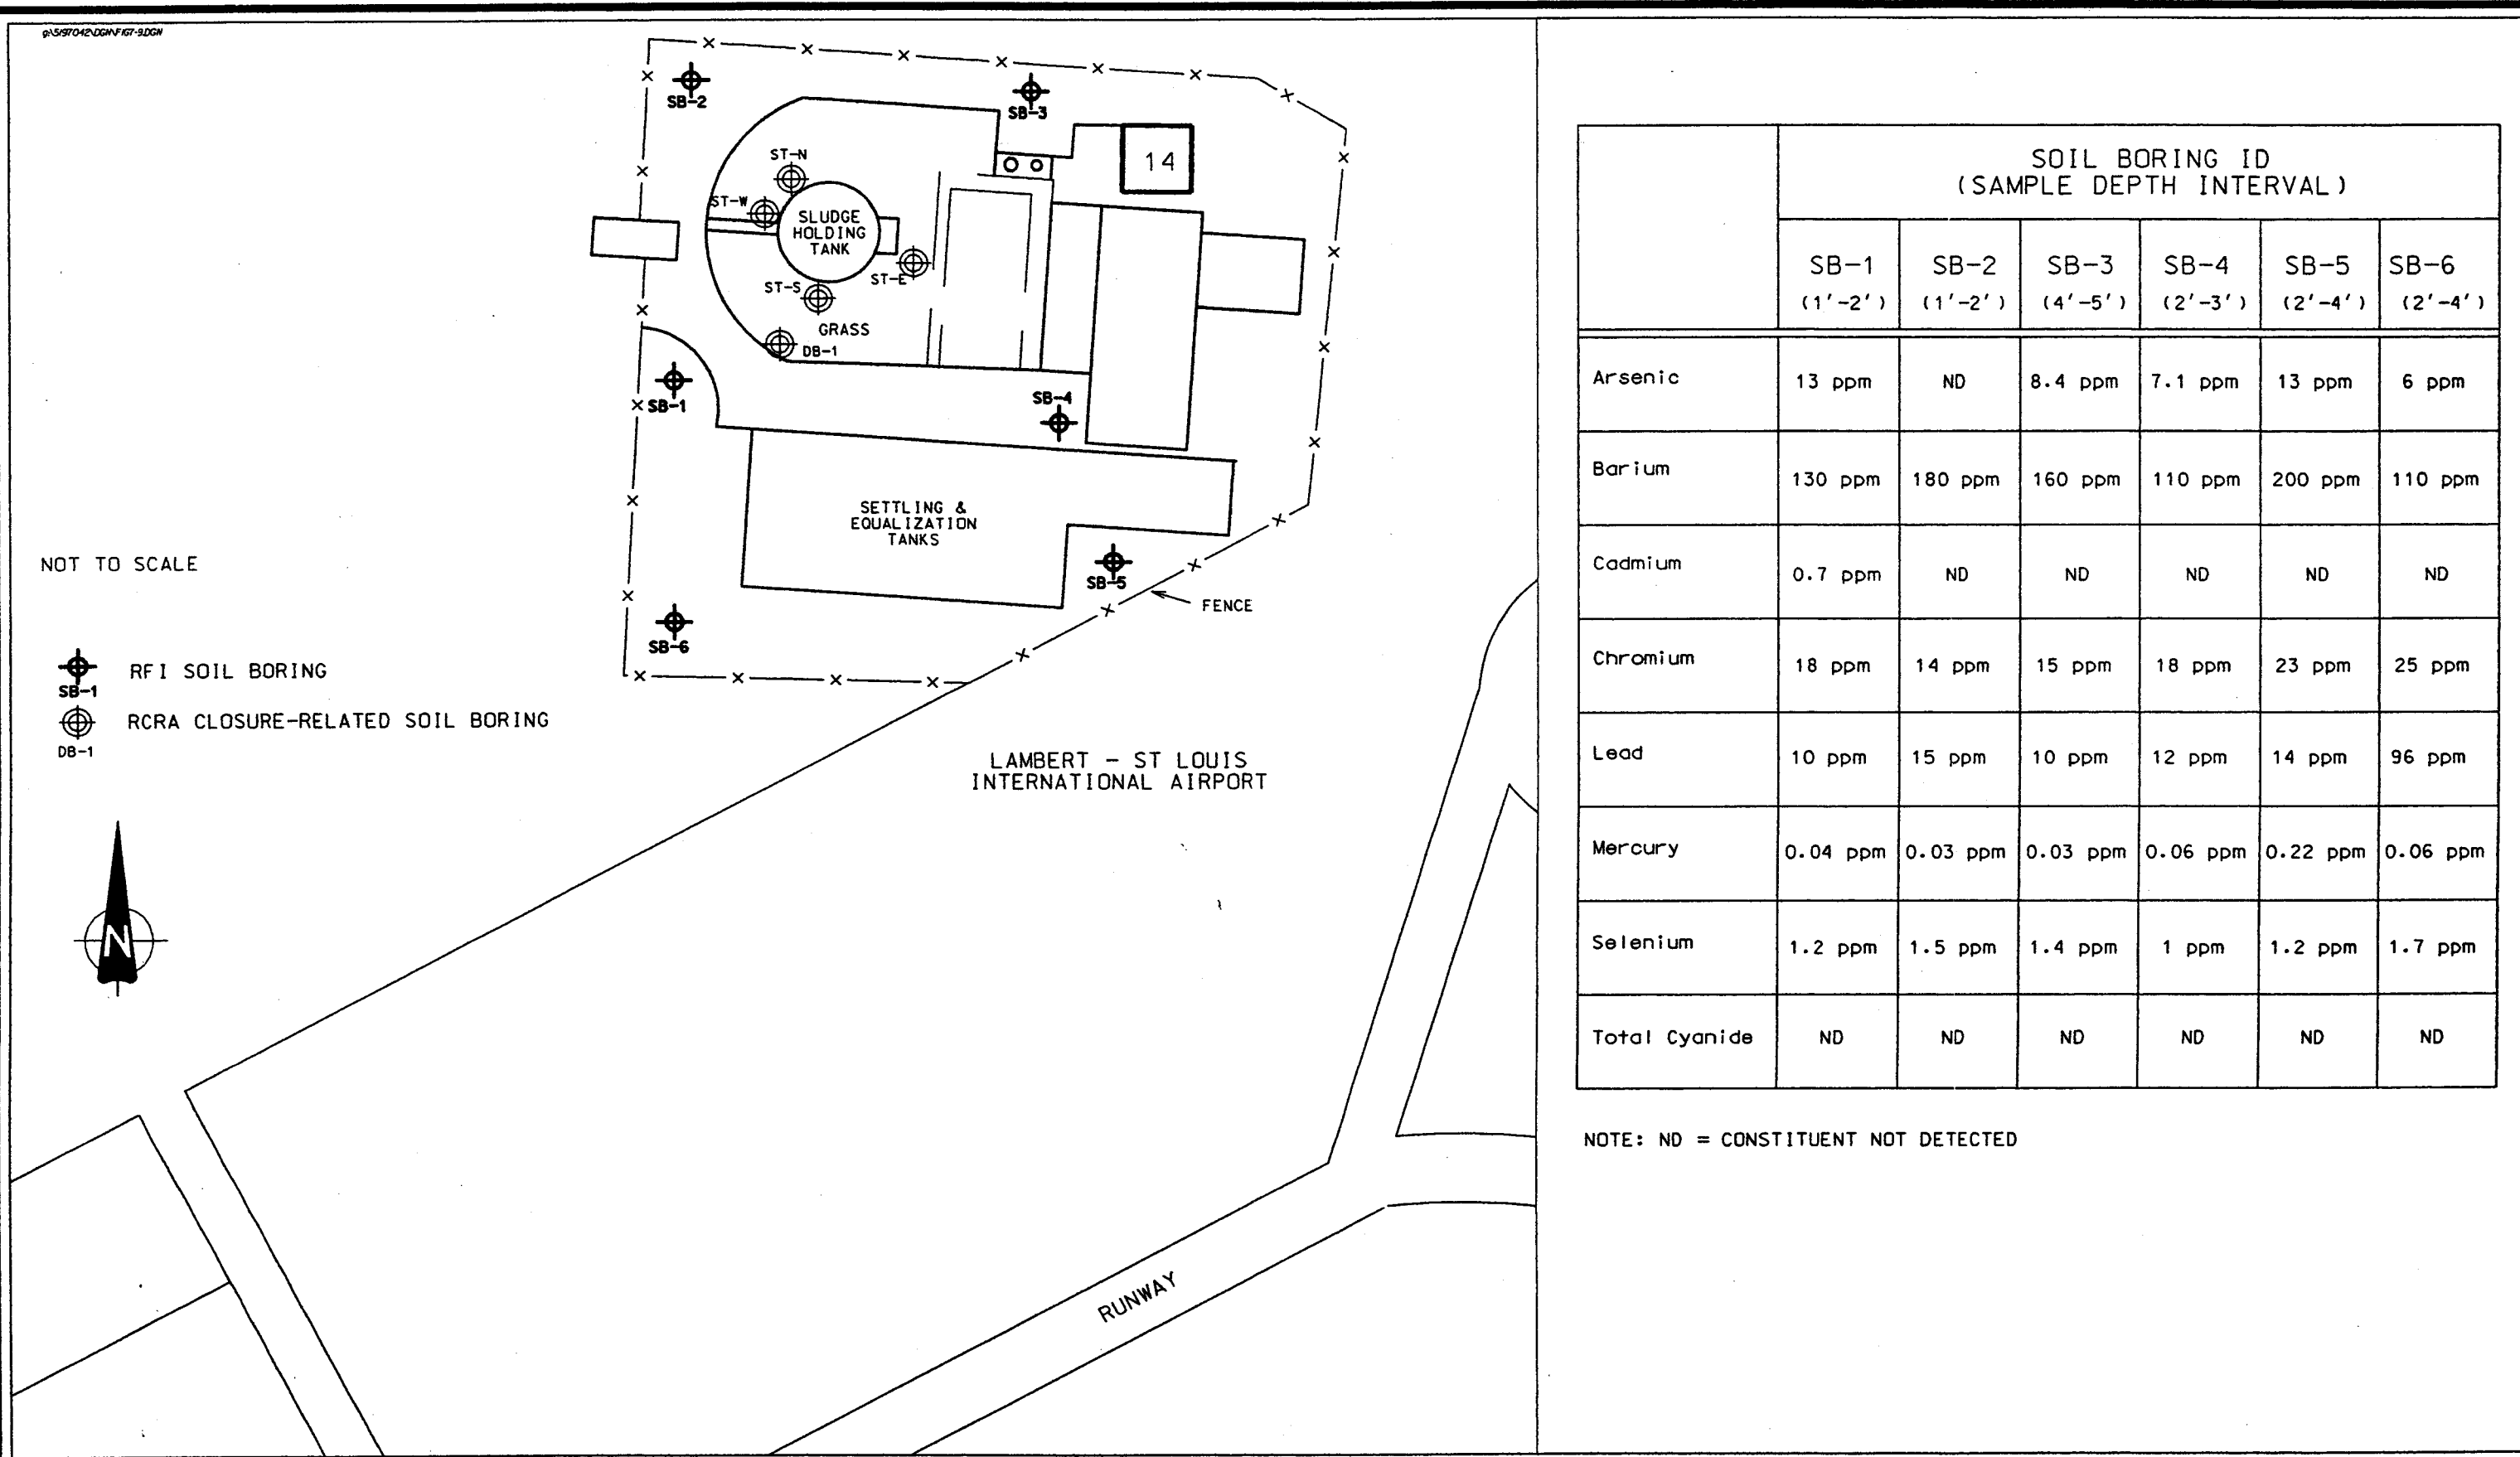 g:\5\97042\DGN\FIG7-9.DGN
SB-2
SB-3
14
ST-N
ST-W
SLUDGE
HOLDING
TANK
ST-E
ST-S
GRASS
DB-1
SB-1
SB-4
SETTLING &
EQUALIZATION
TANKS
SB-5
FENCE
SB-6
NOT TO SCALE
SB-1
RFI SOIL BORING
RCRA CLOSURE-RELATED SOIL BORING
DB-1
N
LAMBERT - ST LOUIS
INTERNATIONAL AIRPORT
RUNWAY
SOIL BORING ID
(SAMPLE DEPTH INTERVAL)
SB-1 SB-2 SB-3 SB-4 SB-5 SB-6
(1'-2') (1'-2') (4'-5') (2'-3') (2'-4') (2'-4')
Arsenic 13 ppm ND 8.4 ppm 7.1 ppm 13 ppm 6 ppm
Barium 130 ppm 180 ppm 160 ppm 110 ppm 200 ppm 110 ppm
Cadmium 0.7 ppm ND ND ND ND ND
Chromium 18 ppm 14 ppm 15 ppm 18 ppm 23 ppm 25 ppm
Lead 10 ppm 15 ppm 10 ppm 12 ppm 14 ppm 96 ppm
Mercury 0.04 ppm 0.03 ppm 0.03 ppm 0.06 ppm 0.22 ppm 0.06 ppm
Selenium 1.2 ppm 1.5 ppm 1.4 ppm 1 ppm 1.2 ppm 1.7 ppm
Total Cyanide ND ND ND ND ND ND
NOTE: ND = CONSTITUENT NOT DETECTED